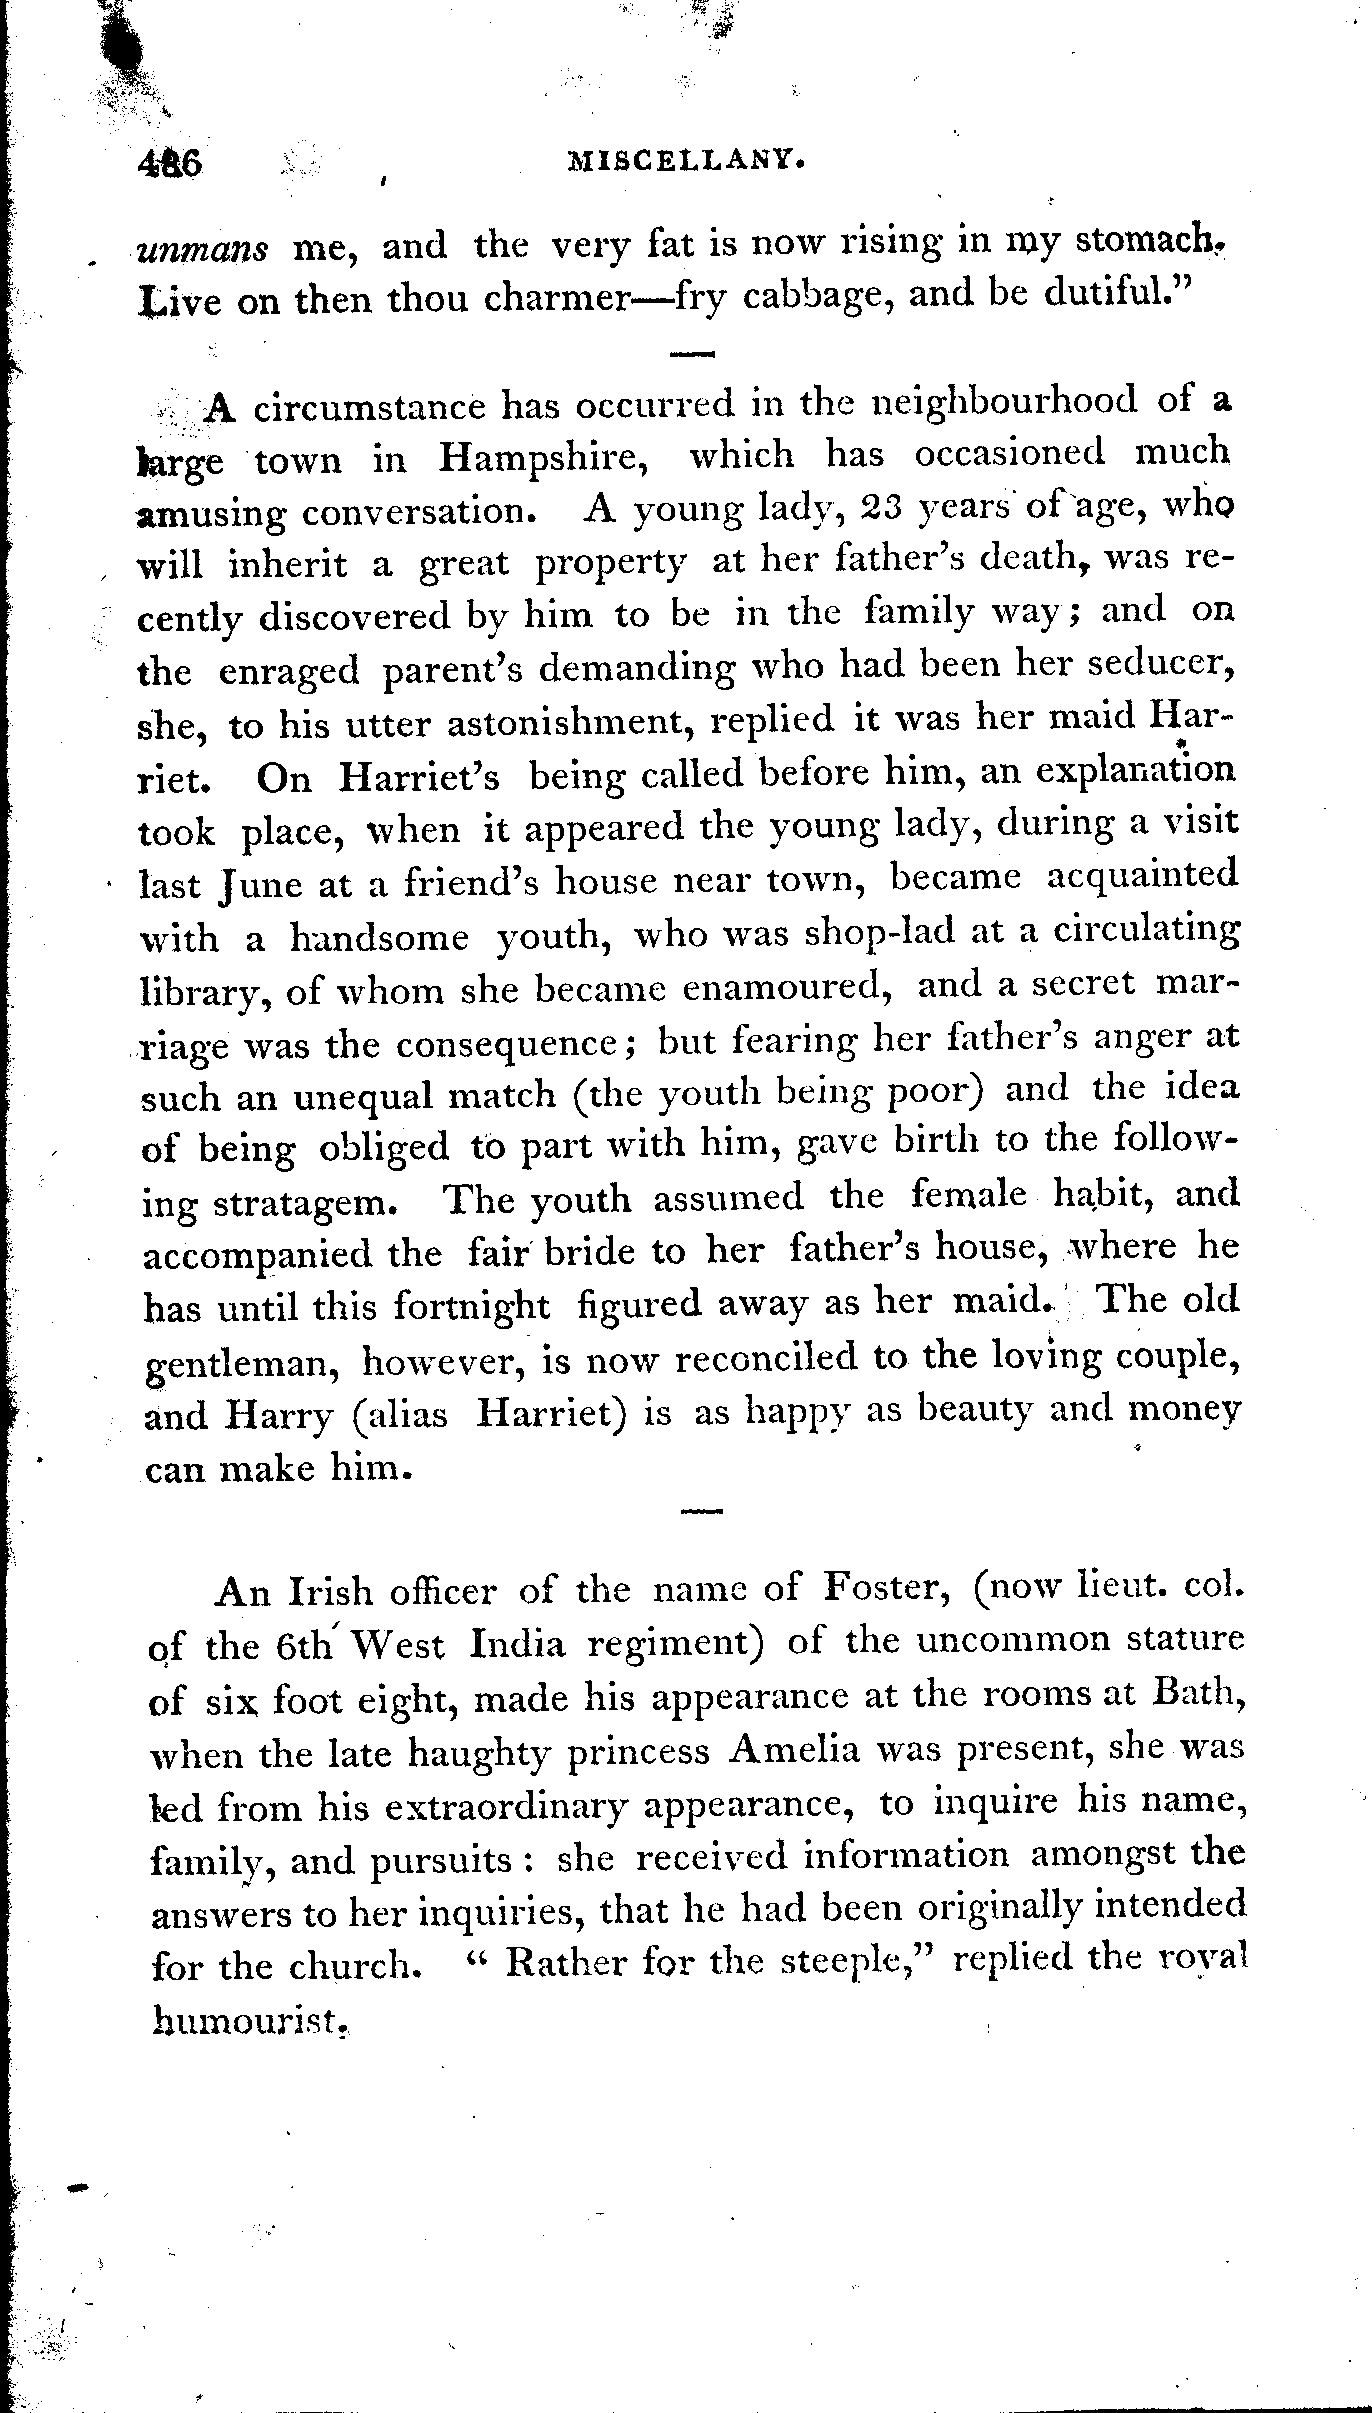 MISCELLANY.
unmans me, and the very fat is now rising in my stomach.
Live on then thou charmer—fry cabbage, and be dutiful."
A circumstance has occurred in the neighbourhood of a
large town in Hampshire, which has occasioned much
amusing conversation. A young lady, 23 years of age, who
will inherit a great property at her father's death, was re-
cently discovered by him to be in the family way; and on
the enraged parent's demanding who had been her seducer,
she, to his utter astonishment, replied it was her maid Har-
riet. On Harriet's being called before him, an explanation
took place, when it appeared the young lady, during a visit
last June at a friend's house near town, became acquainted
with a handsome youth, who was shop-lad at a circulating
library, of whom she became enamoured, and a secret mar-
riage was the consequence; but fearing her father's anger at
such an unequal match (the youth being poor) and the idea
of being obliged to part with him, gave birth to the follow-
ing stratagem. The youth assumed the female habit, and
accompanied the fair bride to her father's house, where he
has until this fortnight figured away as her maid. The old
gentleman, however, is now reconciled to the loving couple,
and Harry (alias Harriet) is as happy as beauty and money
can make him.
An Irish officer of the name of Foster, (now lieut. col.
of the 6th West India regiment) of the uncommon stature
of six foot eight, made his appearance at the rooms at Bath,
when the late haughty princess Amelia was present, she was
led from his extraordinary appearance, to inquire his name,
family, and pursuits: she received information amongst the
answers to her inquiries, that he had been originally intended
for the church. "Rather for the steeple," replied the royal
humourist.